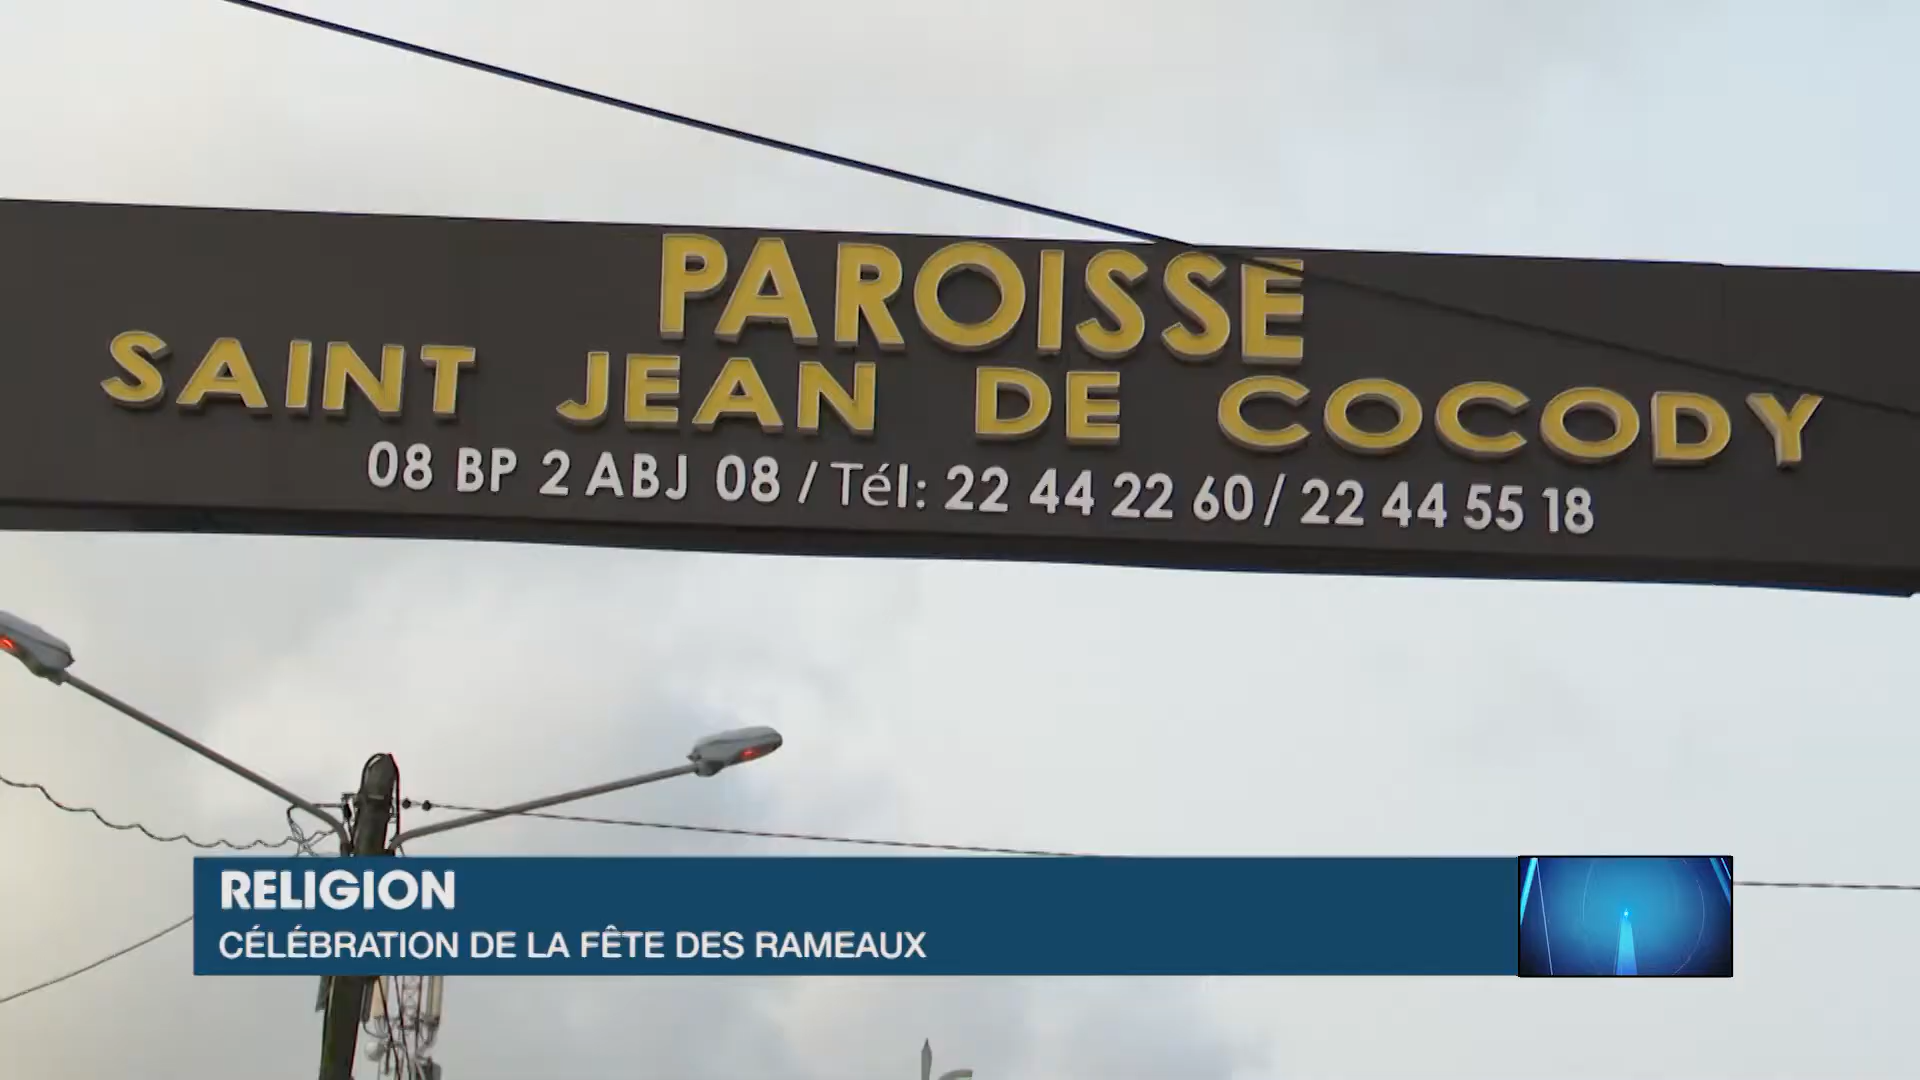 PAROISSE
SAINT JEAN DE COCODY
08 BP 2 ABJ 08 / Tél: 22 44 22 60 / 22 44 55 18
RELIGION
CÉLÉBRATION DE LA FÊTE DES RAMEAUX